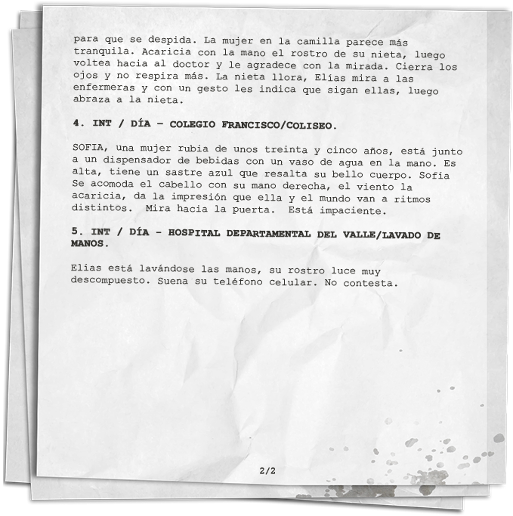 para que se despida. La mujer en la camilla parece más
tranquila. Acaricia con la mano el rostro de su nieta, luego
voltea hacia al doctor y le agradece con la mirada. Cierra los
ojos y no respira más. La nieta llora, Elías mira a las
enfermeras y con un gesto les indica que sigan ellas, luego
abraza a la nieta.
4. INT / DÍA – COLEGIO FRANCISCO/COLISEO.
SOFIA, una mujer rubia de unos treinta y cinco años, está junto
a un dispensador de bebidas con un vaso de agua en la mano. Es
alta, tiene un sastre azul que resalta su bello cuerpo. Sofía
Se acomoda el cabello con su mano derecha, el viento la
acaricia, da la impresión que ella y el mundo van a ritmos
distintos. Mira hacia la puerta. Está impaciente.
5. INT / DÍA – HOSPITAL DEPARTAMENTAL DEL VALLE/LAVADO DE
MANOS.
Elías está lavándose las manos, su rostro luce muy
descompuesto. Suena su teléfono celular. No contesta.
2/2